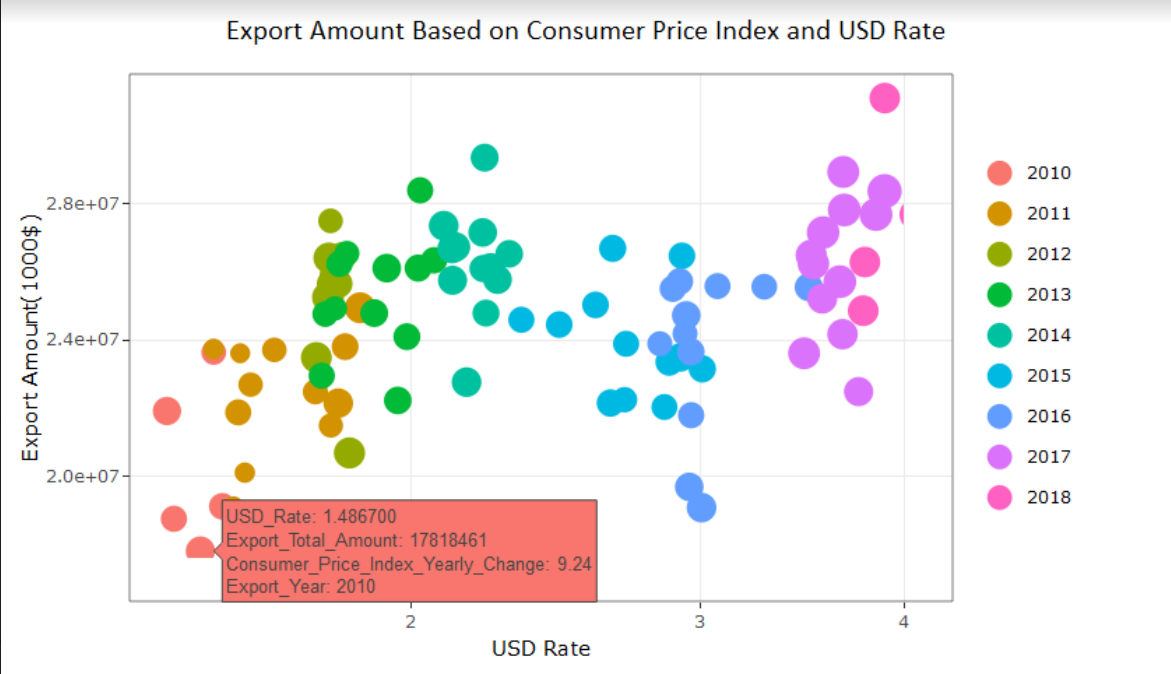 Export Amount Based on Consumer Price Index and USD Rate
Export Amount( 1000$)
2.8e+07
2.4e+07
2.0e+07
USD_Rate: 1.486700
Export_Total_Amount: 17818461
Consumer_Price_Index_Yearly_Change: 9.24
Export_Year: 2010
2
3
4
USD Rate
2010
2011
2012
2013
2014
2015
2016
2017
2018